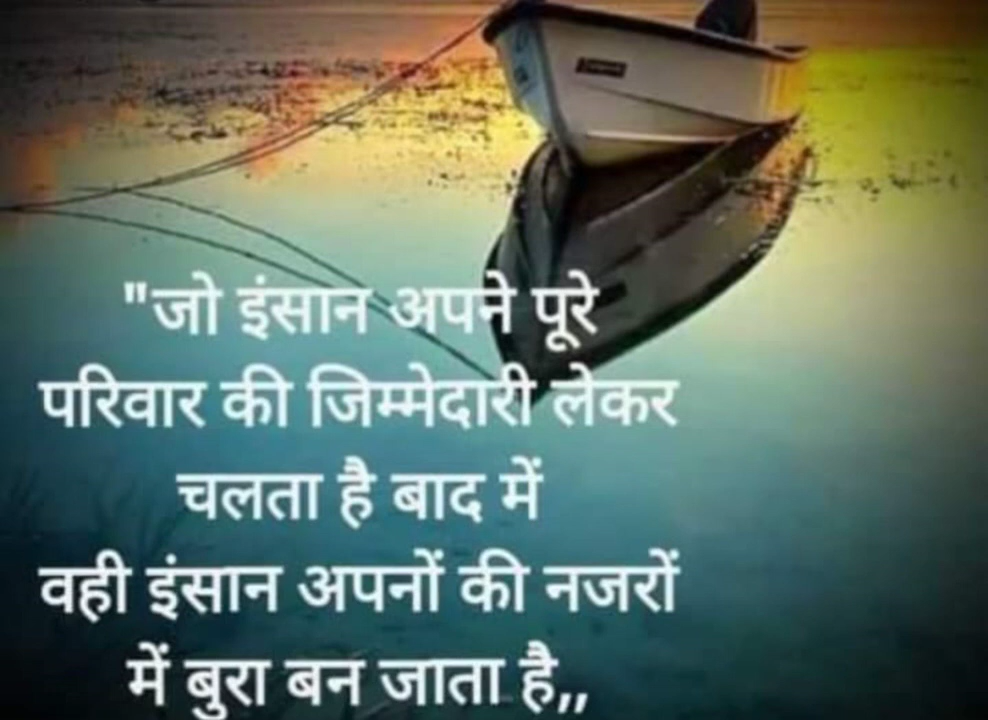 "जो इंसान अपने पूरे
परिवार की जिम्मेदारी लेकर
चलता है बाद में
वही इंसान अपनों की नजरों
में बुरा बन जाता है,,